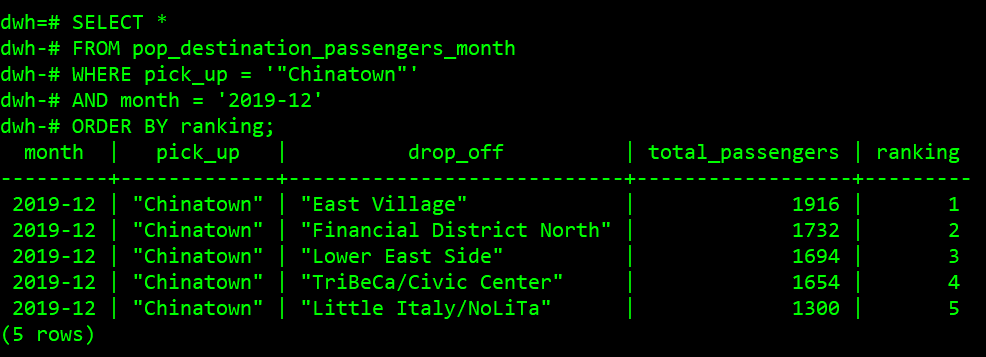 dwh=# SELECT *
dwh-# FROM pop_destination_passengers_month
dwh-# WHERE pick_up = '"Chinatown"'
dwh-# AND month = '2019-12'
dwh-# ORDER BY ranking;
  month  |   pick_up   |          drop_off          | total_passengers | ranking
---------+-------------+----------------------------+------------------+---------
 2019-12 | "Chinatown" | "East Village"             |             1916 |       1
 2019-12 | "Chinatown" | "Financial District North" |             1732 |       2
 2019-12 | "Chinatown" | "Lower East Side"          |             1694 |       3
 2019-12 | "Chinatown" | "TriBeCa/Civic Center"     |             1654 |       4
 2019-12 | "Chinatown" | "Little Italy/NoLiTa"      |             1300 |       5
(5 rows)